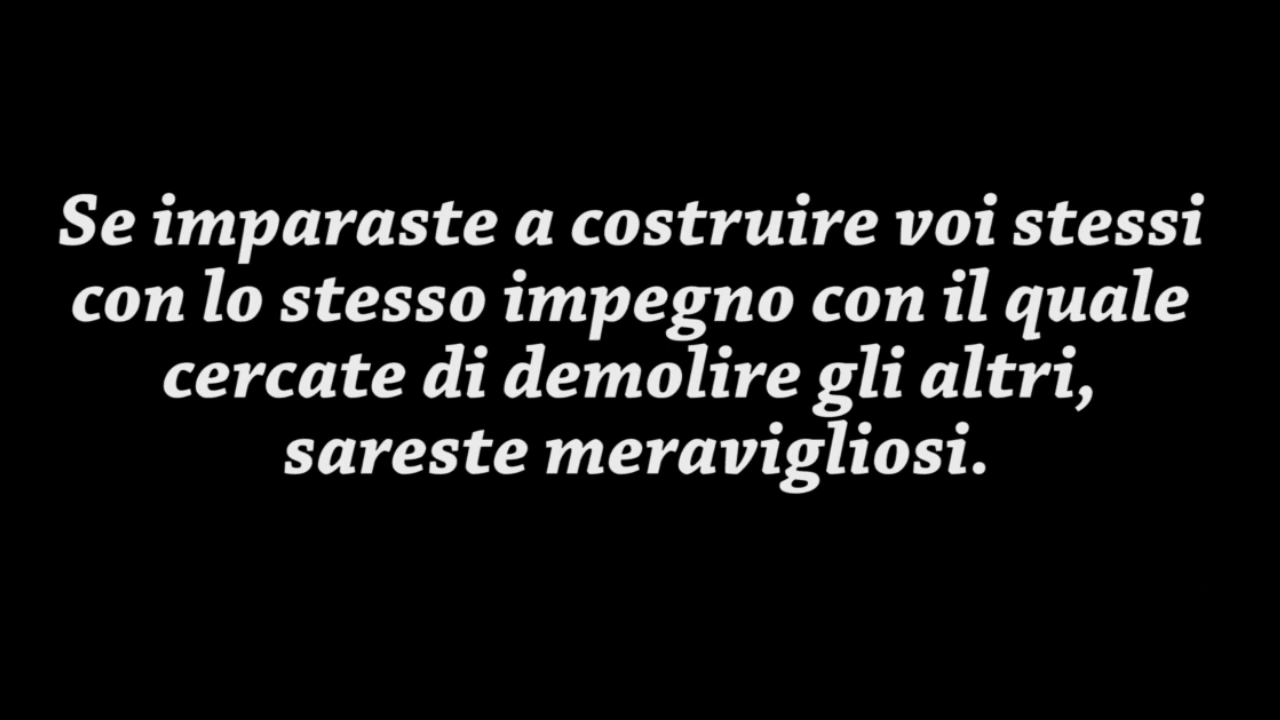 Se imparaste a costruire voi stessi
con lo stesso impegno con il quale
cercate di demolire gli altri,
sareste meravigliosi.